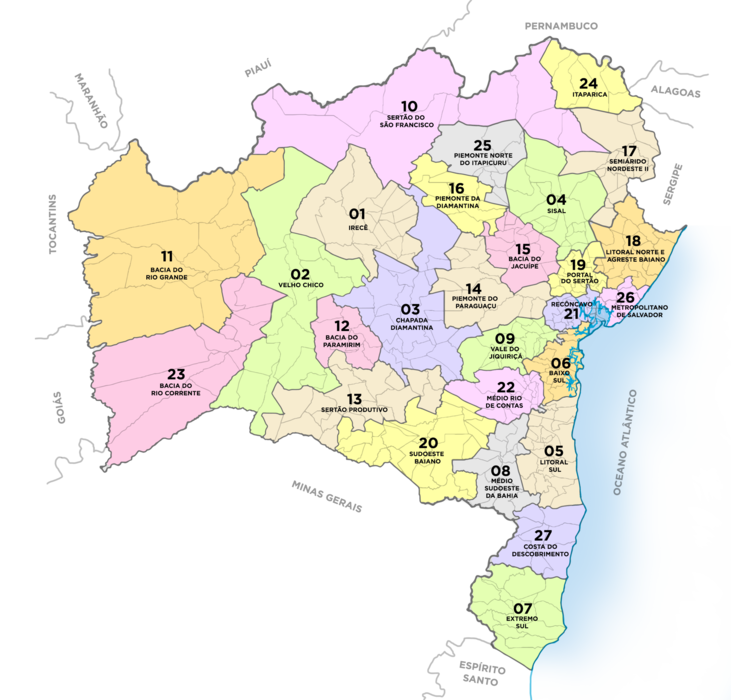 PERNAMBUCO
PIAUÍ
MARANHÃO
ALAGOAS
24
ITAPARICA
10
SERTÃO DO
SÃO FRANCISCO
25
PIEMONTE NORTE
DO ITAPICURU
17
SEMIÁRIDO
NORDESTE II
SERGIPE
16
PIEMONTE DA
DIAMANTINA
04
SISAL
TOCANTINS
01
IRECÊ
11
BACIA DO
RIO GRANDE
15
BACIA DO
JACUÍPE
18
LITORAL NORTE E
AGRESTE BAIANO
19
PORTAL
DO SERTÃO
02
VELHO CHICO
14
PIEMONTE DO
PARAGUAÇU
26
METROPOLITANO
DE SALVADOR
RECÔNCAVO
21
03
CHAPADA
DIAMANTINA
12
BACIA DO
PARAMIRIM
09
VALE DO
JIQUIRIÇÁ
06
BAIXO
SUL
23
BACIA DO
RIO CORRENTE
22
MÉDIO RIO
DE CONTAS
13
SERTÃO PRODUTIVO
GOIÁS
OCEANO ATLÂNTICO
20
SUDOESTE
BAIANO
05
LITORAL
SUL
08
MÉDIO
SUDOESTE
DA BAHIA
MINAS GERAIS
27
COSTA DO
DESCOBRIMENTO
07
EXTREMO
SUL
ESPÍRITO
SANTO